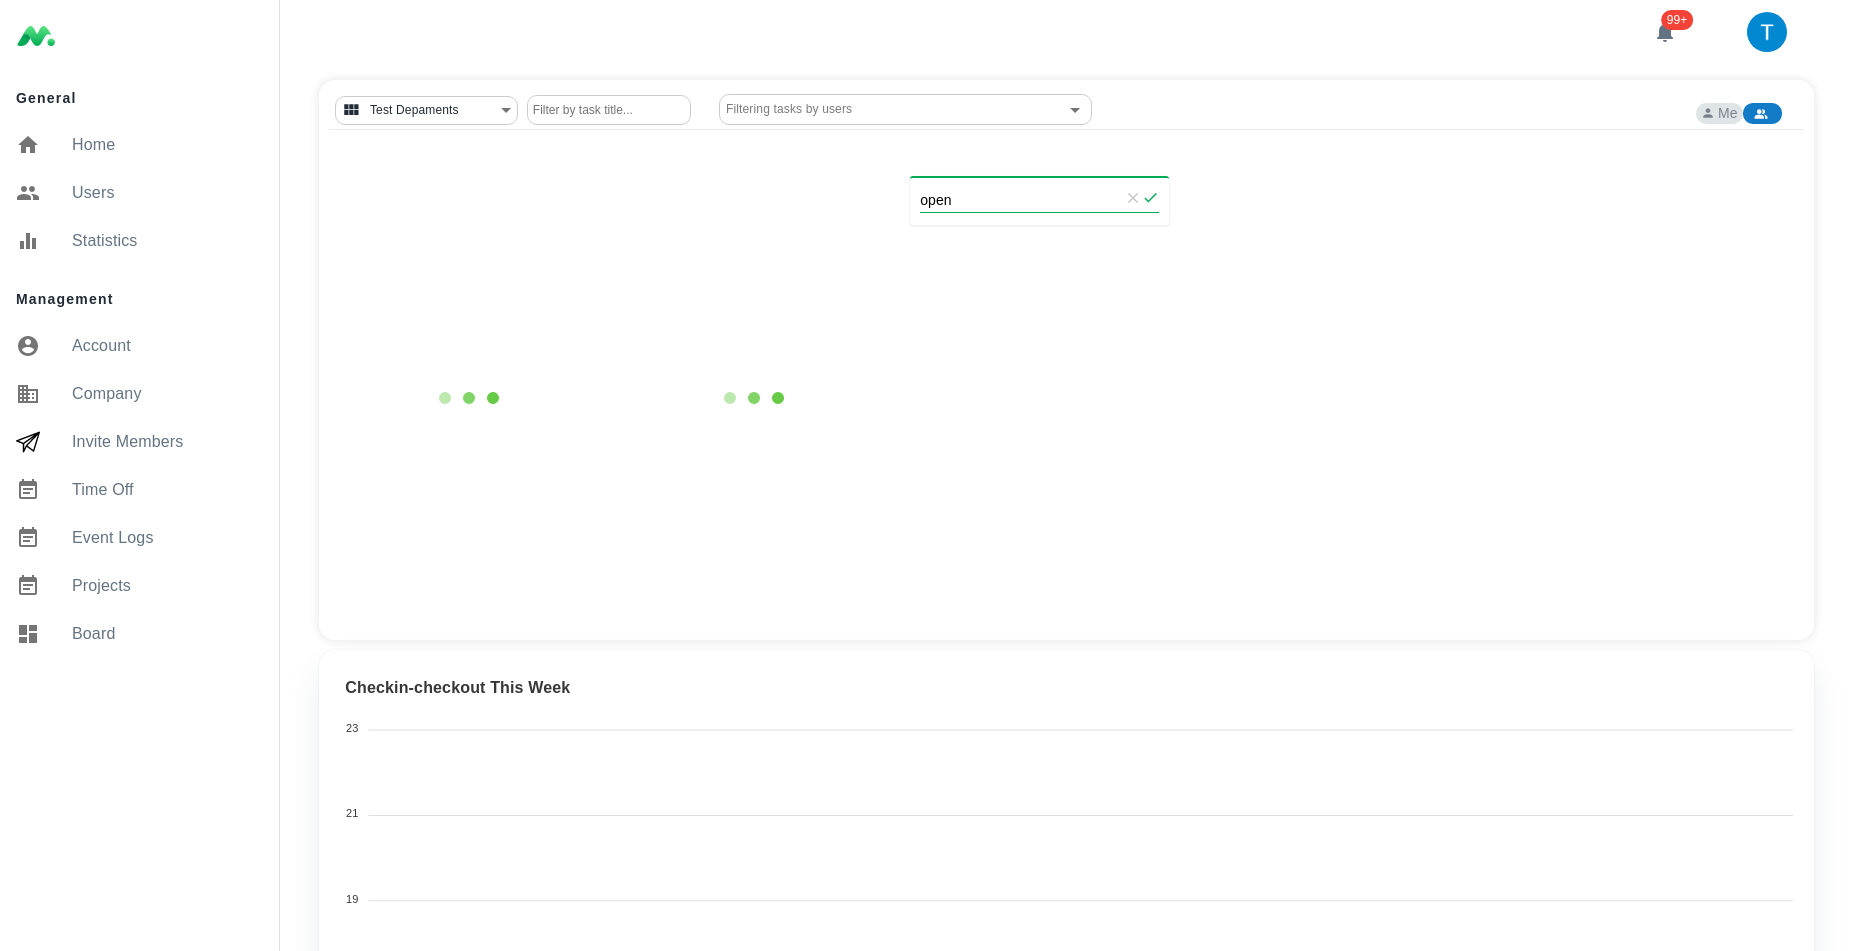 99+
T
General
Home
Users
Statistics
Management
Account
Company
Invite Members
Time Off
Event Logs
Projects
Board
Test Depaments
Filter by task title...
Filtering tasks by users
Me
open
Checkin-checkout This Week
23
21
19